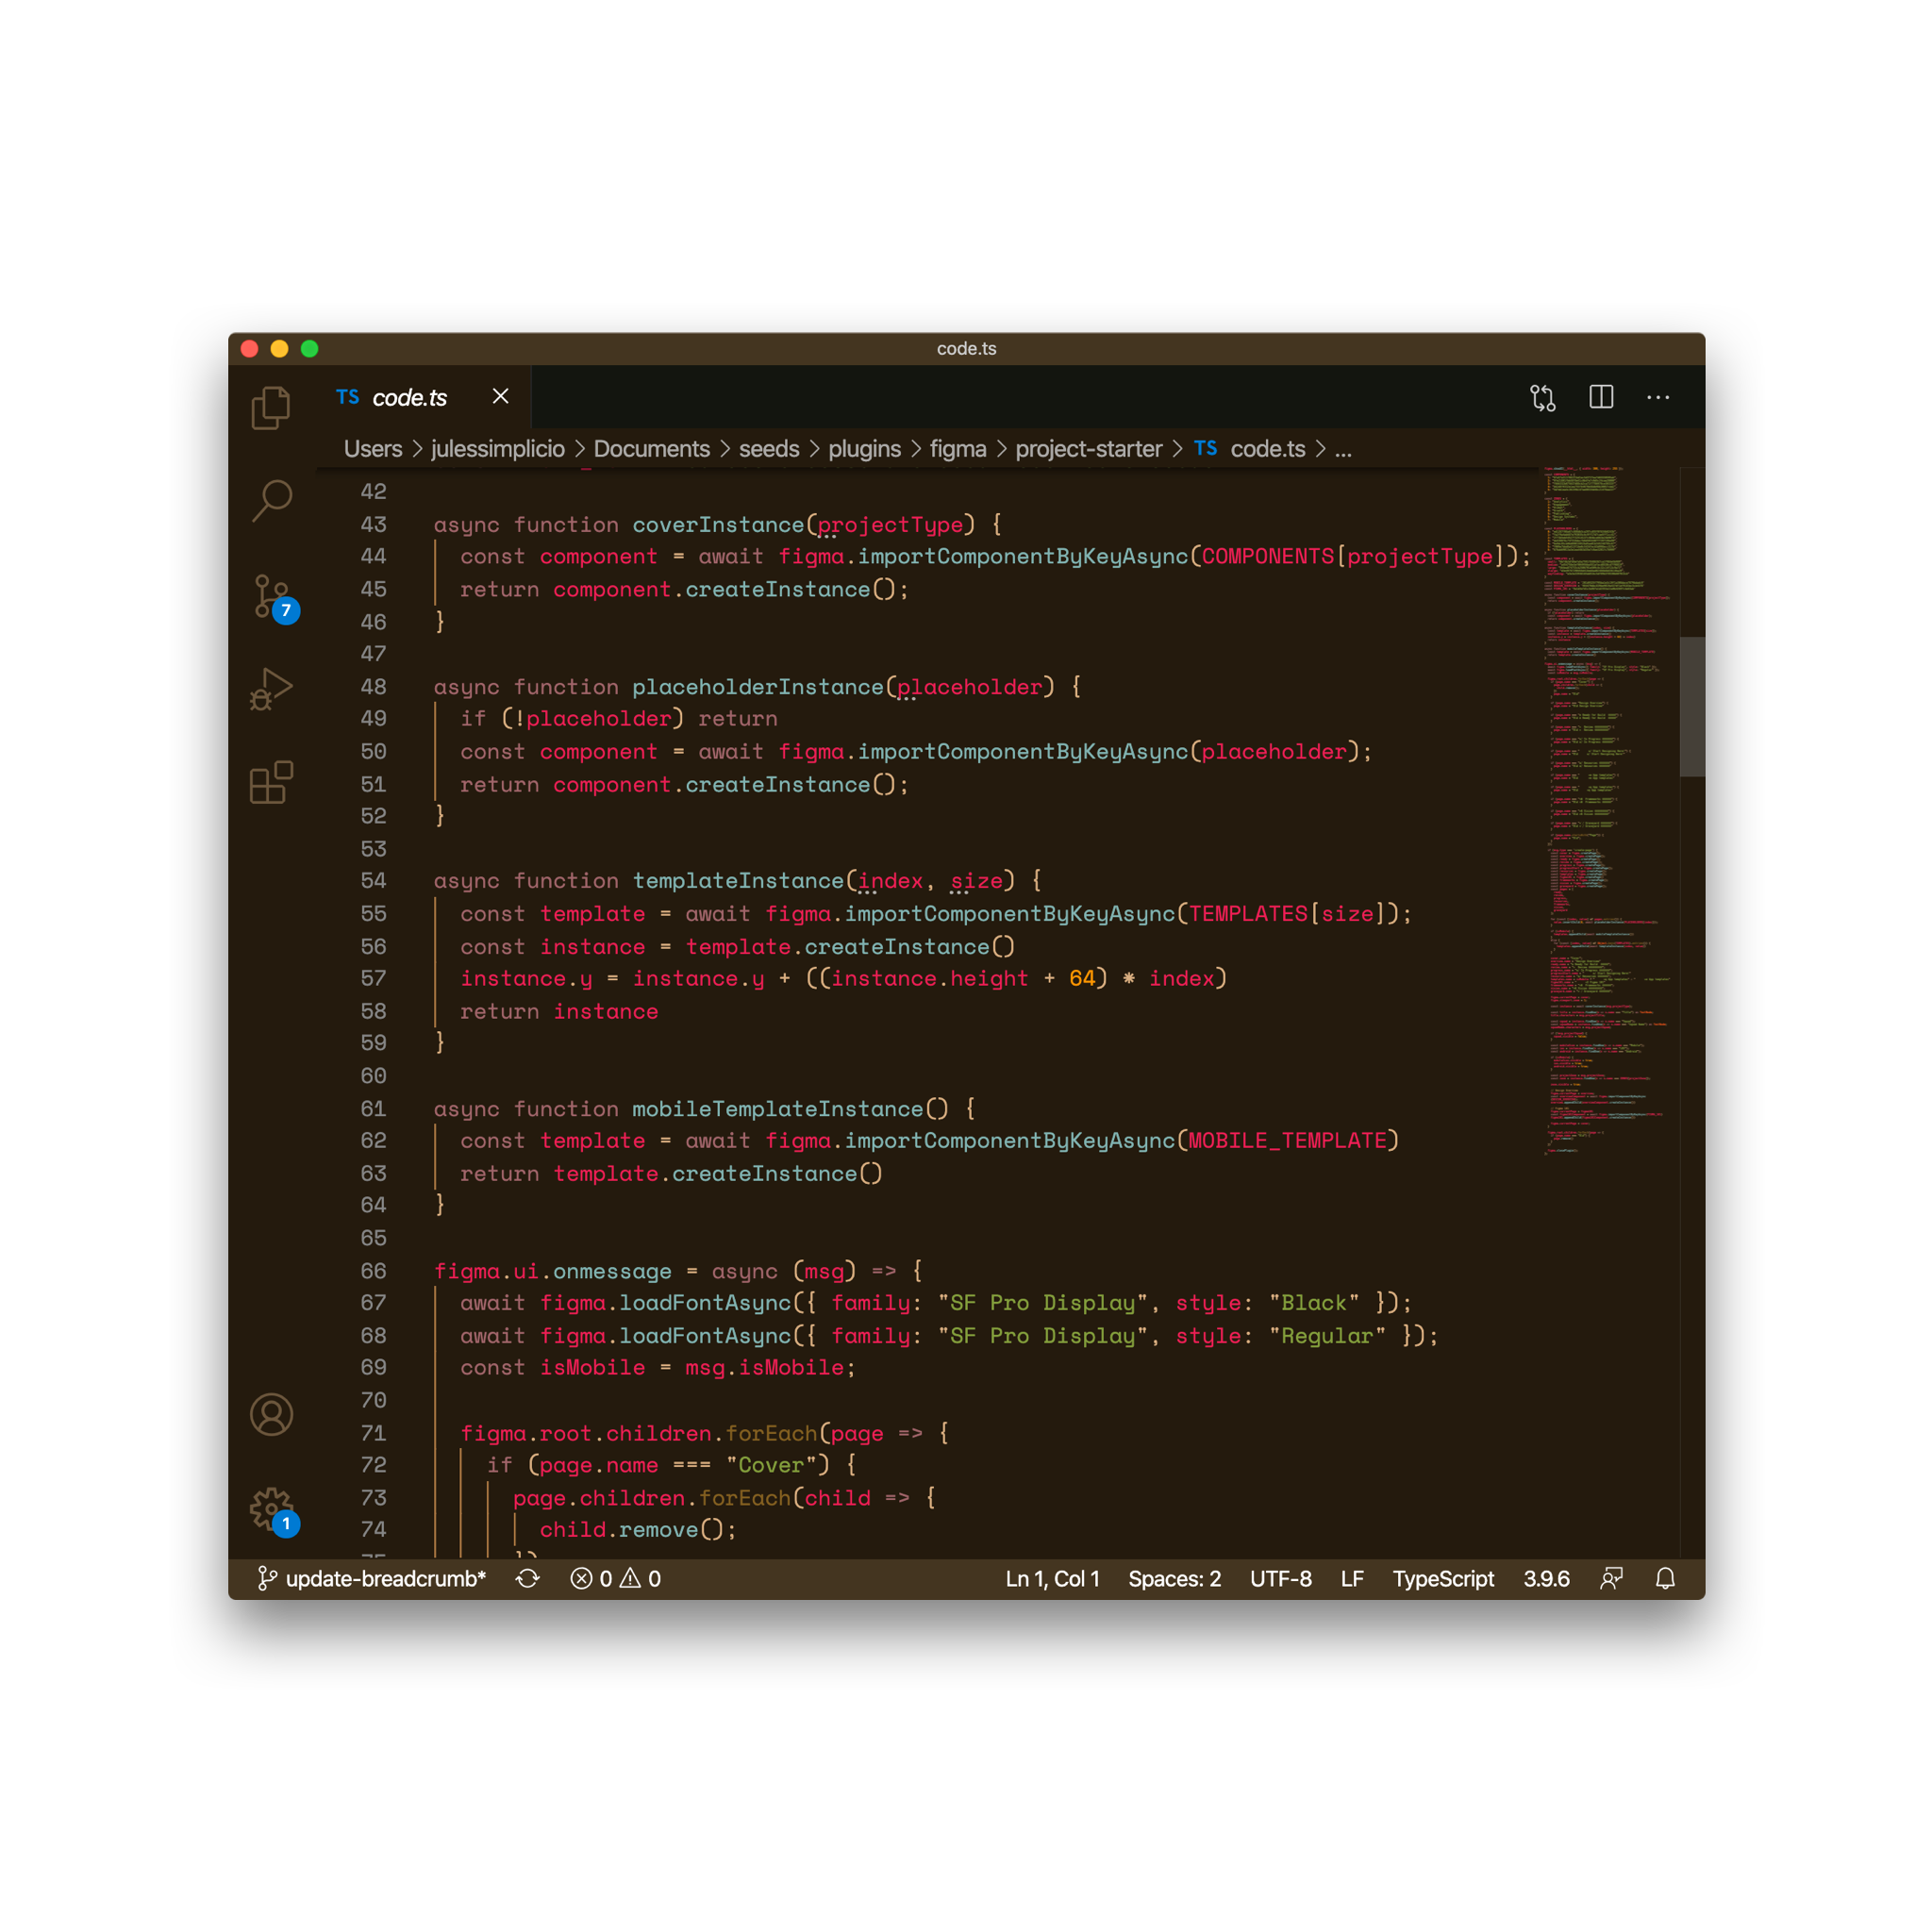 code.ts
TS code.ts
Users > julessimplicio > Documents > seeds > plugins > figma > project-starter > TS code.ts > ...
42
43 async function coverInstance(projectType) {
44   const component = await figma.importComponentByKeyAsync(COMPONENTS[projectType]);
45   return component.createInstance();
46 }
47
48 async function placeholderInstance(placeholder) {
49   if (!placeholder) return
50   const component = await figma.importComponentByKeyAsync(placeholder);
51   return component.createInstance();
52 }
53
54 async function templateInstance(index, size) {
55   const template = await figma.importComponentByKeyAsync(TEMPLATES[size]);
56   const instance = template.createInstance()
57   instance.y = instance.y + ((instance.height + 64) * index)
58   return instance
59 }
60
61 async function mobileTemplateInstance() {
62   const template = await figma.importComponentByKeyAsync(MOBILE_TEMPLATE)
63   return template.createInstance()
64 }
65
66 figma.ui.onmessage = async (msg) => {
67   await figma.loadFontAsync({ family: "SF Pro Display", style: "Black" });
68   await figma.loadFontAsync({ family: "SF Pro Display", style: "Regular" });
69   const isMobile = msg.isMobile;
70
71   figma.root.children.forEach(page => {
72     if (page.name === "Cover") {
73       page.children.forEach(child => {
74         child.remove();
7
1
update-breadcrumb* 0 0 Ln 1, Col 1 Spaces: 2 UTF-8 LF TypeScript 3.9.6